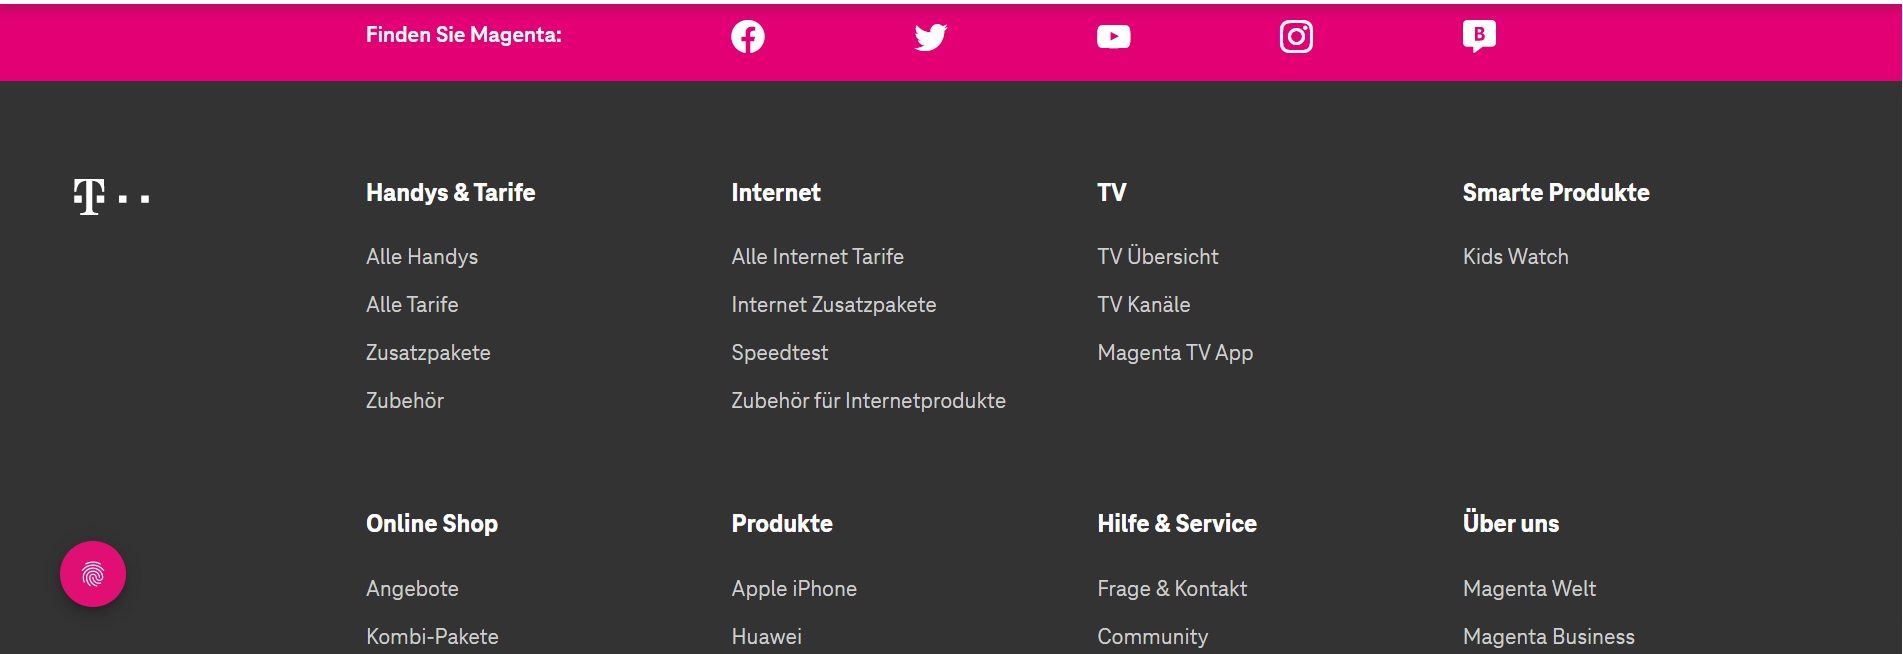 Finden Sie Magenta:
B
T
Handys & Tarife
Alle Handys
Alle Tarife
Zusatzpakete
Zubehör
Internet
Alle Internet Tarife
Internet Zusatzpakete
Speedtest
Zubehör für Internetprodukte
TV
TV Übersicht
TV Kanäle
Magenta TV App
Smarte Produkte
Kids Watch
Online Shop
Angebote
Kombi-Pakete
Produkte
Apple iPhone
Huawei
Hilfe & Service
Frage & Kontakt
Community
Über uns
Magenta Welt
Magenta Business